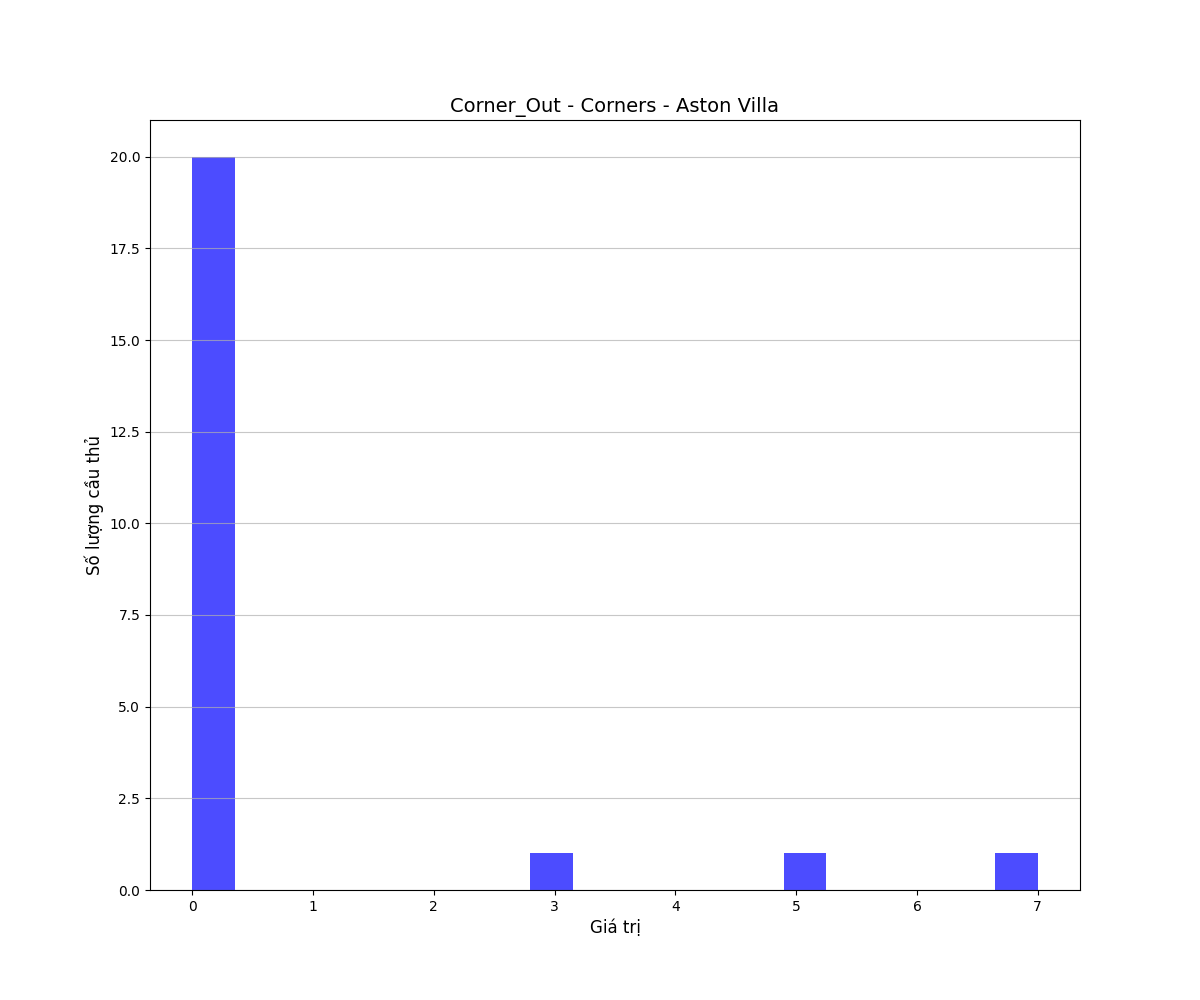 Corner_Out - Corners - Aston Villa
Số lượng cầu thủ
20.0
17.5
15.0
12.5
10.0
7.5
5.0
2.5
0.0
0 1 2 3 4 5 6 7
Giá trị